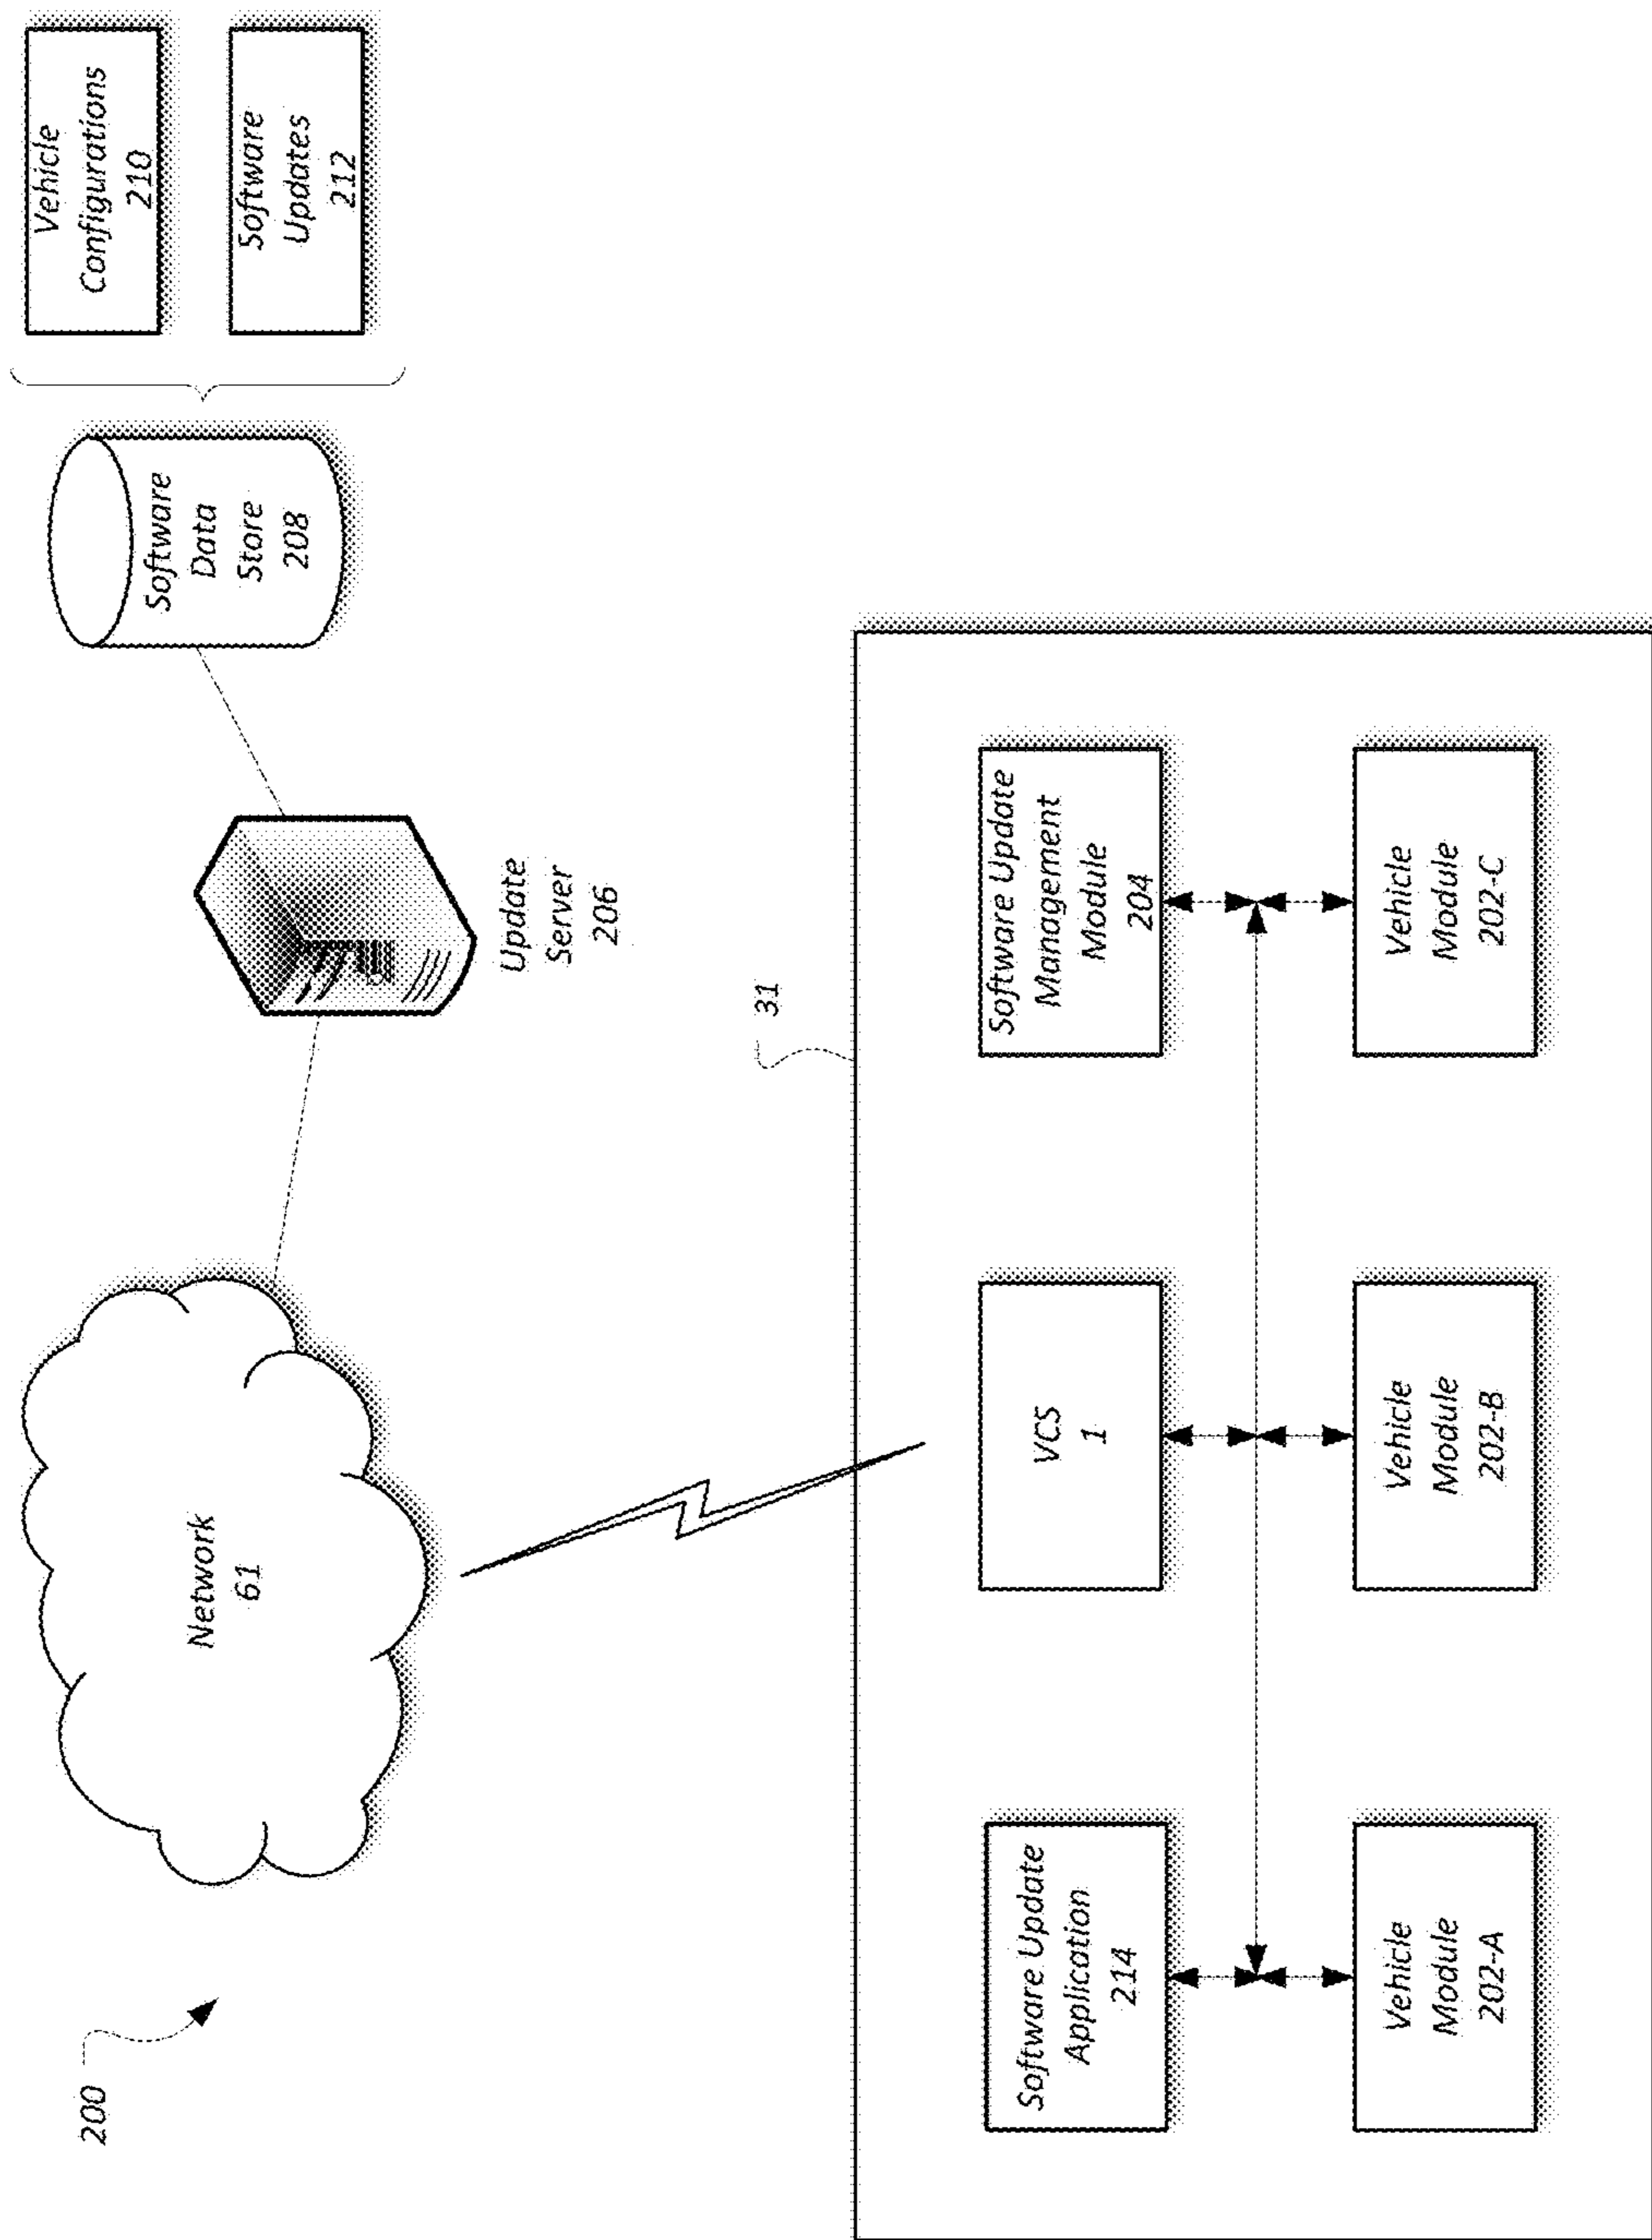 200
Network
61
Update
Server
206
Software
Data
Store
208
Vehicle
Configurations
210
Software
Updates
212
31
Software Update
Application
214
VCS
1
Software Update
Management
Module
204
Vehicle
Module
202-A
Vehicle
Module
202-B
Vehicle
Module
202-C